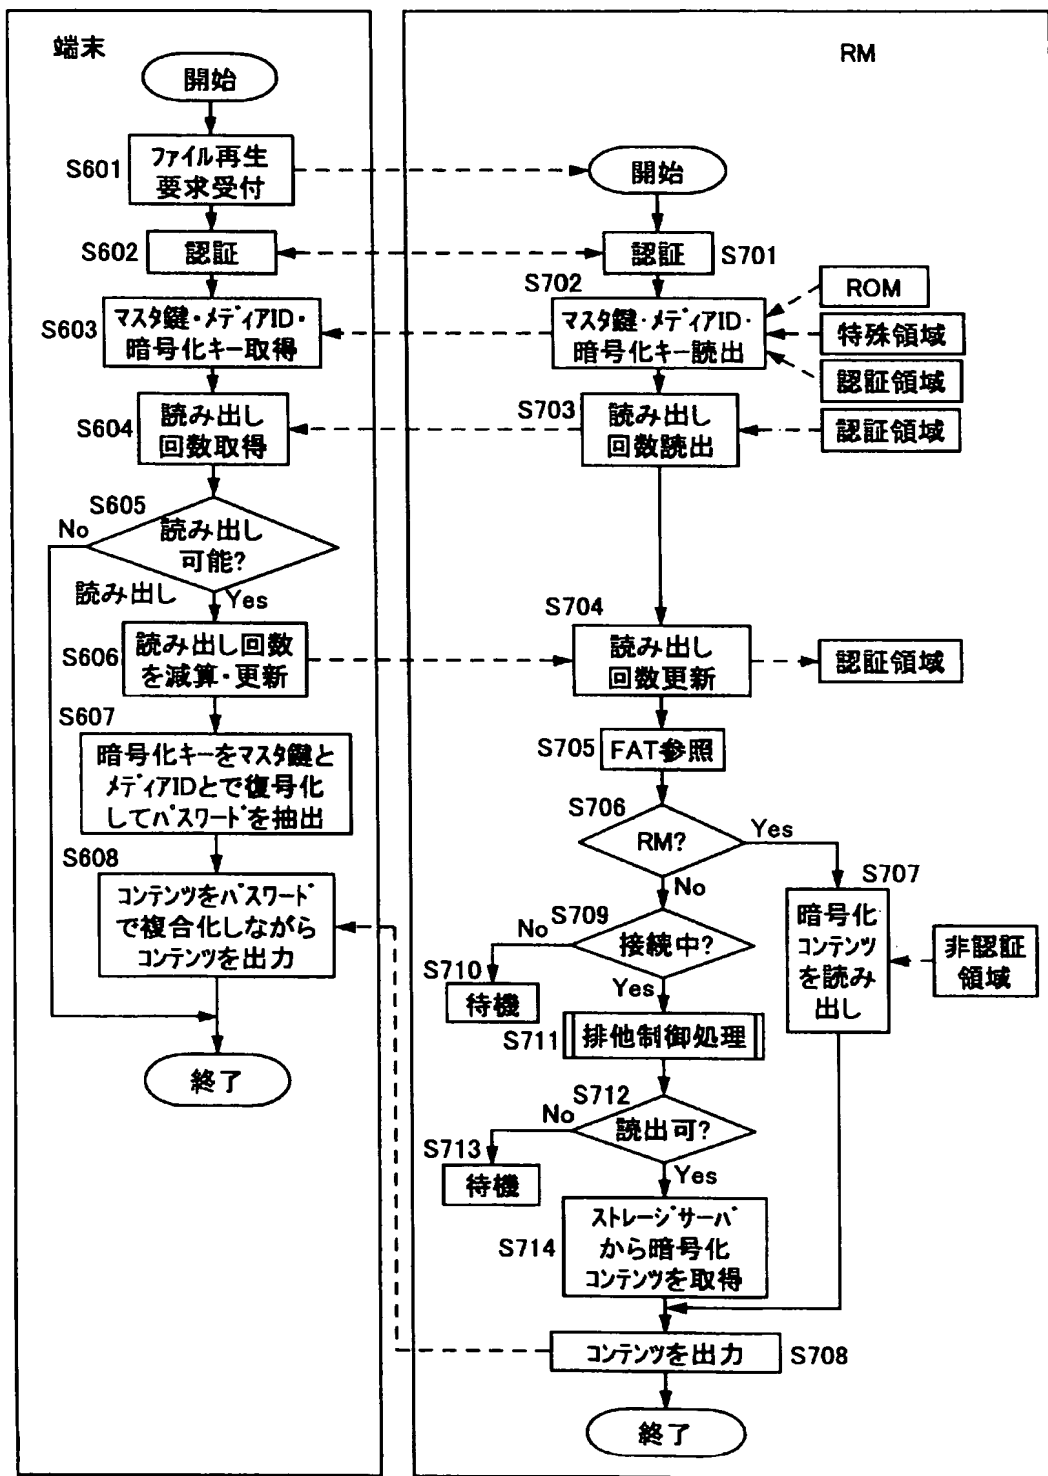 端末
開始
S601
ファイル再生
要求受付
S602
認証
S603
マスタ鍵・メディアID・
暗号化キー取得
S604
読み出し
回数取得
S605
No
読み出し
可能?
読み出し
Yes
S606
読み出し回数
を減算・更新
S607
暗号化キーをマスタ鍵と
メディアIDとで復号化
してパスワードを抽出
S608
コンテンツをパスワード
で複合化しながら
コンテンツを出力
終了
RM
開始
認証
S701
S702
マスタ鍵・メディアID・
暗号化キー読出
ROM
特殊領域
認証領域
S703
読み出し
回数読出
認証領域
S704
読み出し
回数更新
認証領域
S705
FAT参照
S706
RM?
Yes
No
S707
暗号化
コンテンツ
を読み
出し
非認証
領域
S709
No
接続中?
S710
待機
Yes
S711
排他制御処理
S712
No
読出可?
S713
待機
Yes
S714
ストレージサーバ
から暗号化
コンテンツを取得
コンテンツを出力
S708
終了